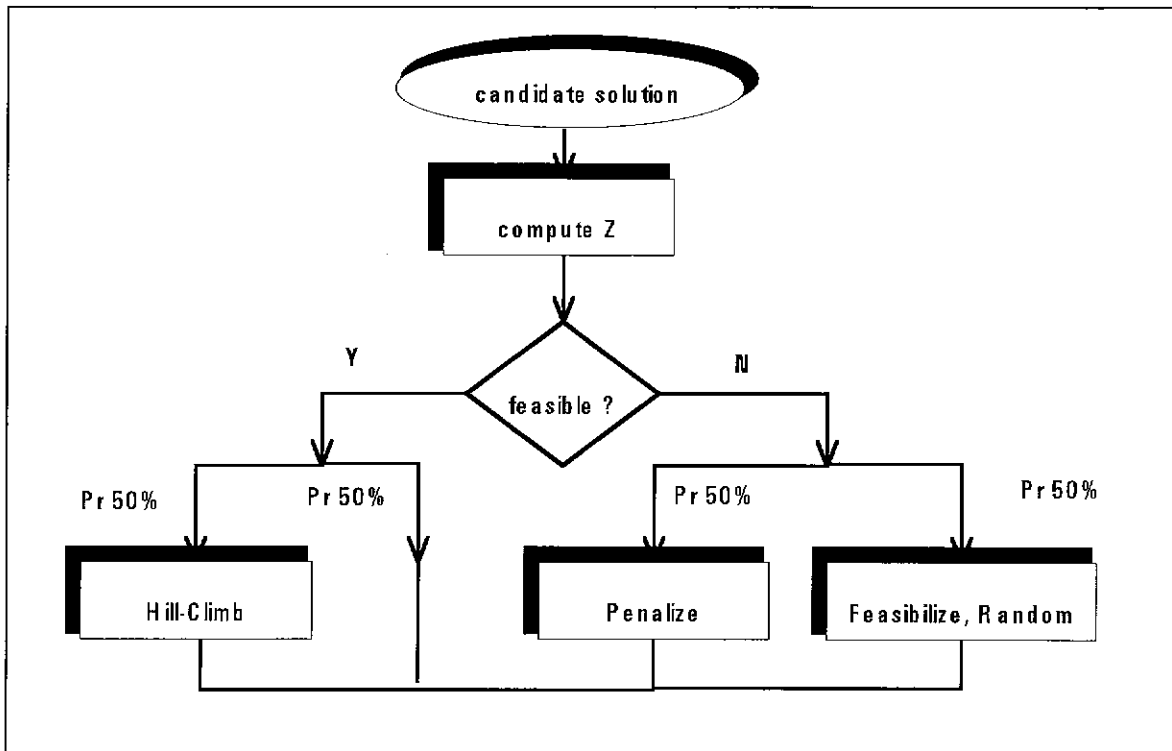 candidate solution
compute Z
Y
N
feasible ?
Pr 50%
Pr 50%
Pr 50%
Pr 50%
Hill-Climb
Penalize
Feasibilize, Random